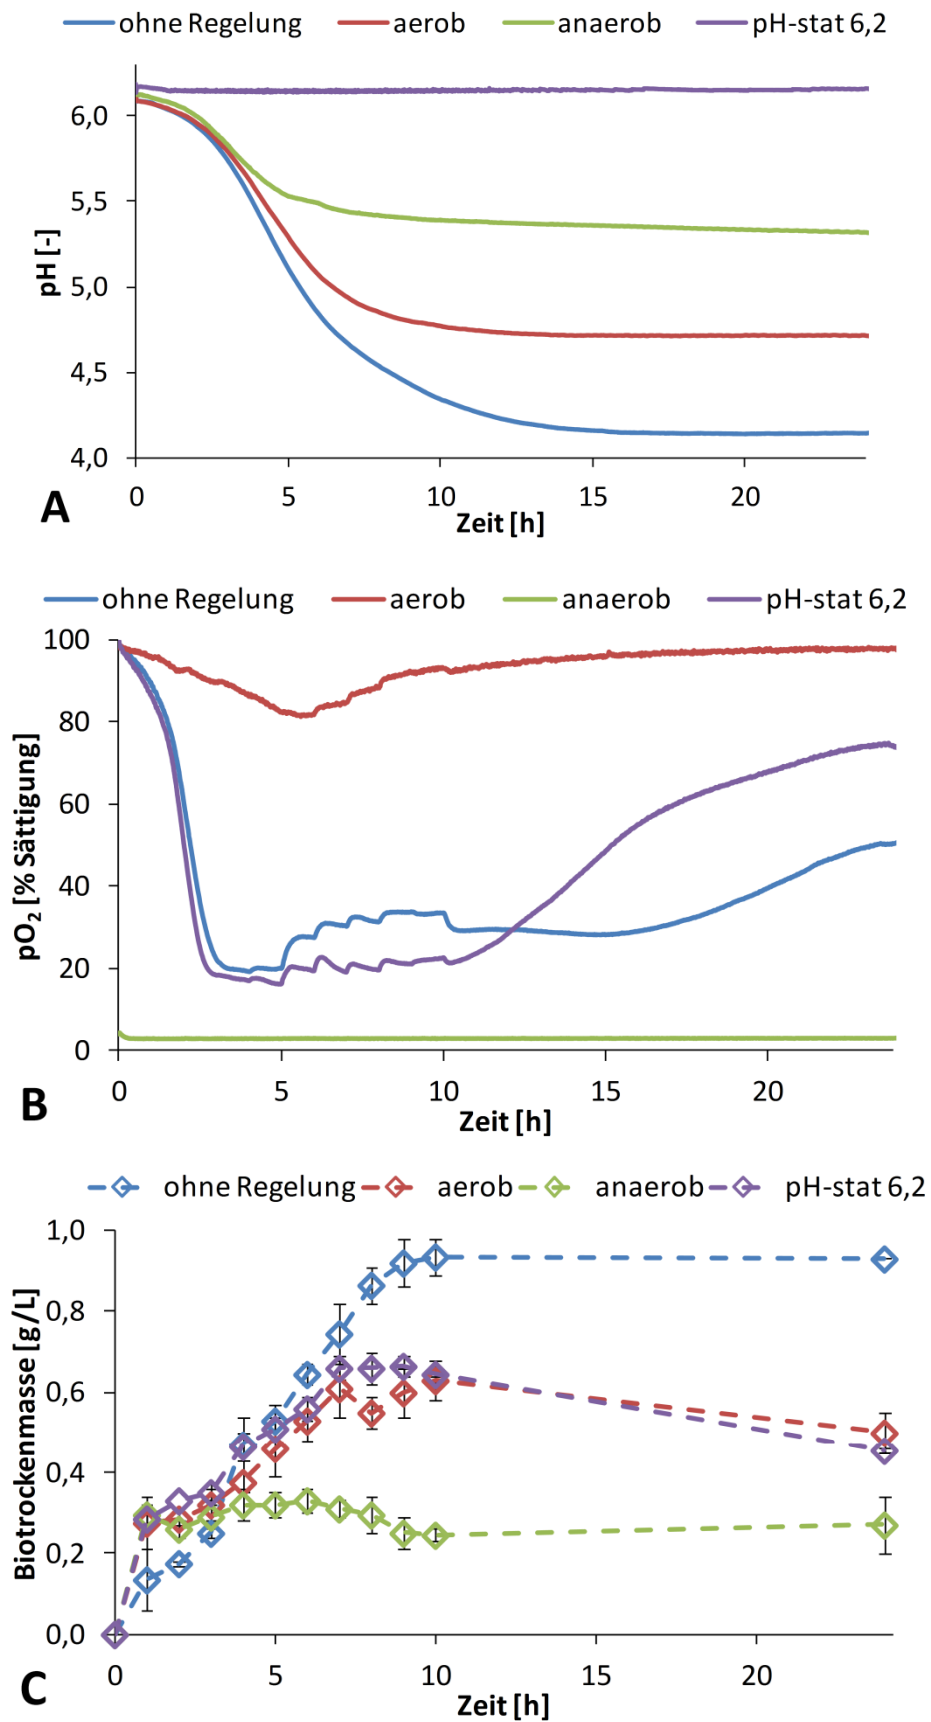 ohne Regelung aerob anaerob pH-stat 6,2
6,0
5,5
5,0
4,5
4,0
pH [-]
0 5 10 15 20
Zeit [h]
A
ohne Regelung aerob anaerob pH-stat 6,2
100
80
60
40
20
0
pO₂ [% Sättigung]
0 5 10 15 20
Zeit [h]
B
ohne Regelung aerob anaerob pH-stat 6,2
1,0
0,8
0,6
0,4
0,2
0,0
Biotrockenmasse [g/L]
0 5 10 15 20
Zeit [h]
C